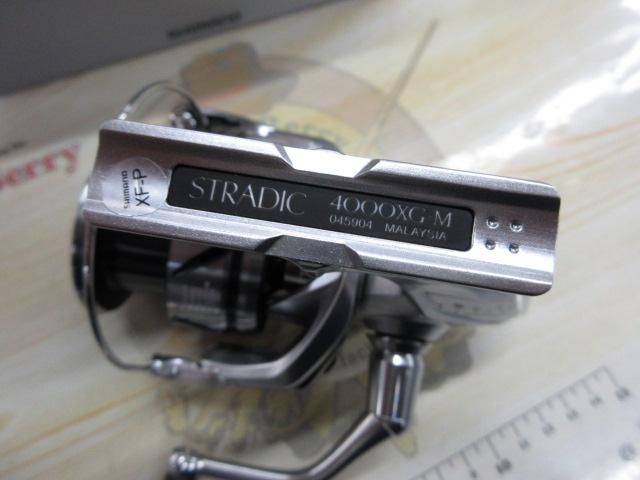 SHIMANO
XF-P
STRADIC 4000XG M
045904 MALAYSIA
erry